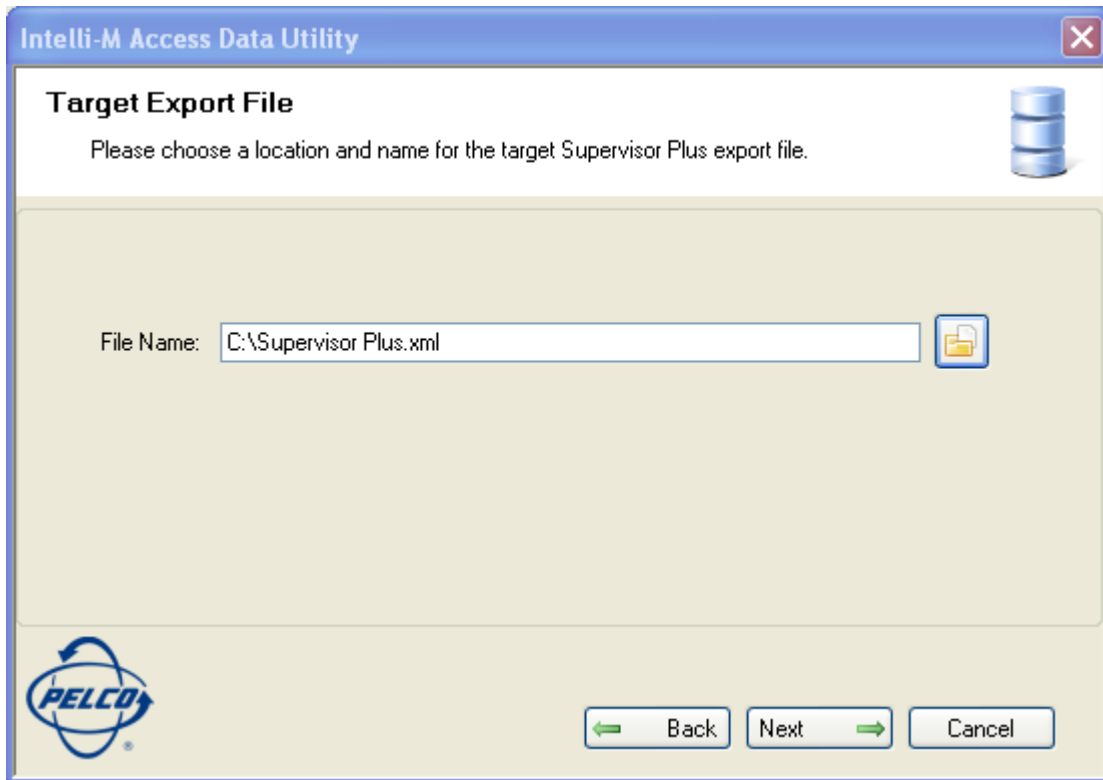 Intelli-M Access Data Utility
Target Export File
Please choose a location and name for the target Supervisor Plus export file.
File Name: C:\Supervisor Plus.xml
PELCO
®
Back Next Cancel